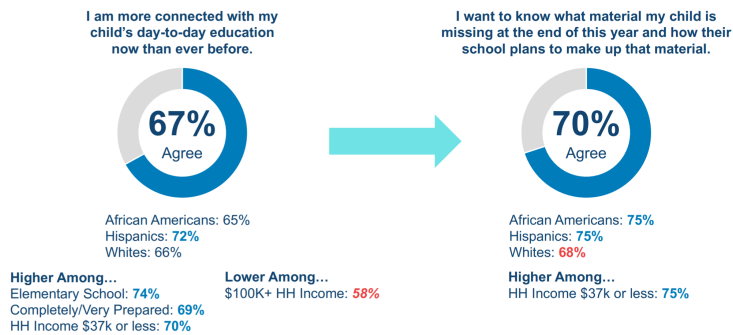 I am more connected with my
child's day-to-day education
now than ever before.
67%
Agree
African Americans: 65%
Hispanics: 72%
Whites: 66%
Higher Among…
Elementary School: 74%
Completely/Very Prepared: 69%
HH Income $37k or less: 70%
Lower Among…
$100K+ HH Income: 58%
I want to know what material my child is
missing at the end of this year and how their
school plans to make up that material.
70%
Agree
African Americans: 75%
Hispanics: 75%
Whites: 68%
Higher Among…
HH Income $37k or less: 75%